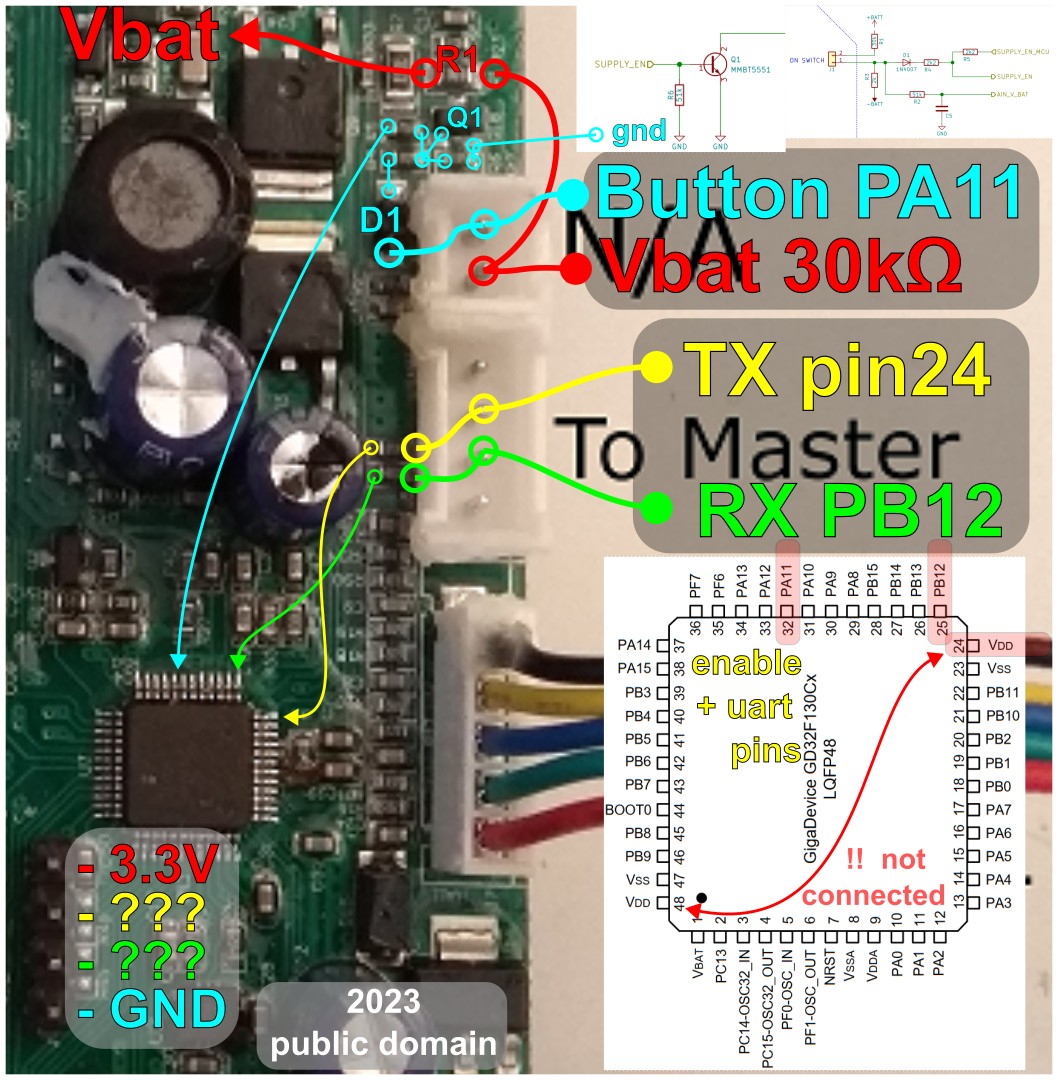 Vbat
R1
Q1
gnd
D1
SUPPLY_EN
Q1
MMBT5551
R6
51k
GND
GND
+BATT
ON SWITCH
J1
D1
1N4007
R4
R5
SUPPLY_EN_MCU
SUPPLY_EN
AIN_V_BAT
R2
51k
C5
GND
-BATT
Button PA11
N/A
Vbat 30kΩ
TX pin24
To Master
RX PB12
PF7
PF6
PA13
PA12
PA11
PA10
PA9
PA8
PB15
PB14
PB13
PB12
36
35
34
33
32
31
30
29
28
27
26
25
PA14 37
PA15 38
PB3 39
PB4 40
PB5 41
PB6 42
PB7 43
BOOT0 44
PB8 45
PB9 46
VSS 47
VDD 48
24 VDD
23 VSS
22 PB11
21 PB10
20 PB2
19 PB1
18 PB0
17 PA7
16 PA6
15 PA5
14 PA4
13 PA3
enable
+ uart
pins
GigaDevice GD32F130Cx
LQFP48
!! not
connected
1
2
3
4
5
6
7
8
9
10
11
12
VBAT
PC13
PC14-OSC32_IN
PC15-OSC32_OUT
PF0-OSC_IN
PF1-OSC_OUT
NRST
VSSA
VDDA
PA0
PA1
PA2
- 3.3V
- ???
- ???
- GND
2023
public domain